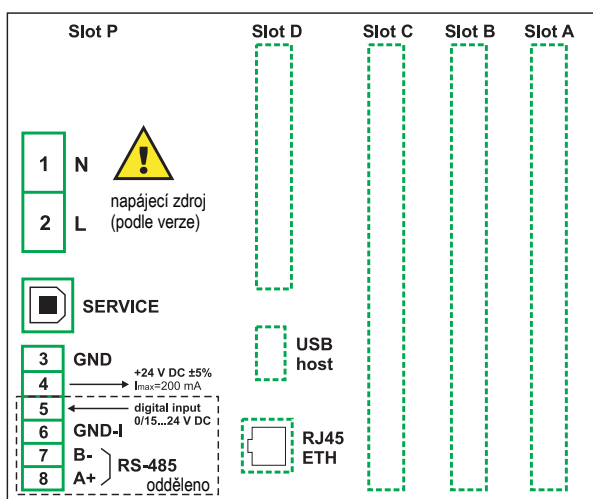 Slot P
Slot D
Slot C
Slot B
Slot A
1 N
2 L
napájecí zdroj
(podle verze)
SERVICE
3 GND
4 +24 V DC ±5%
Imax=200 mA
5 digital input
0/15...24 V DC
6 GND-I
7 B-
8 A+
RS-485
odděleno
USB
host
RJ45
ETH